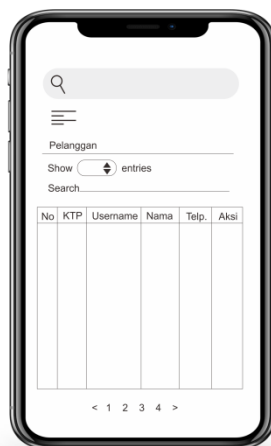 Pelanggan
Show entries
Search
No KTP Username Nama Telp. Aksi
< 1 2 3 4 >